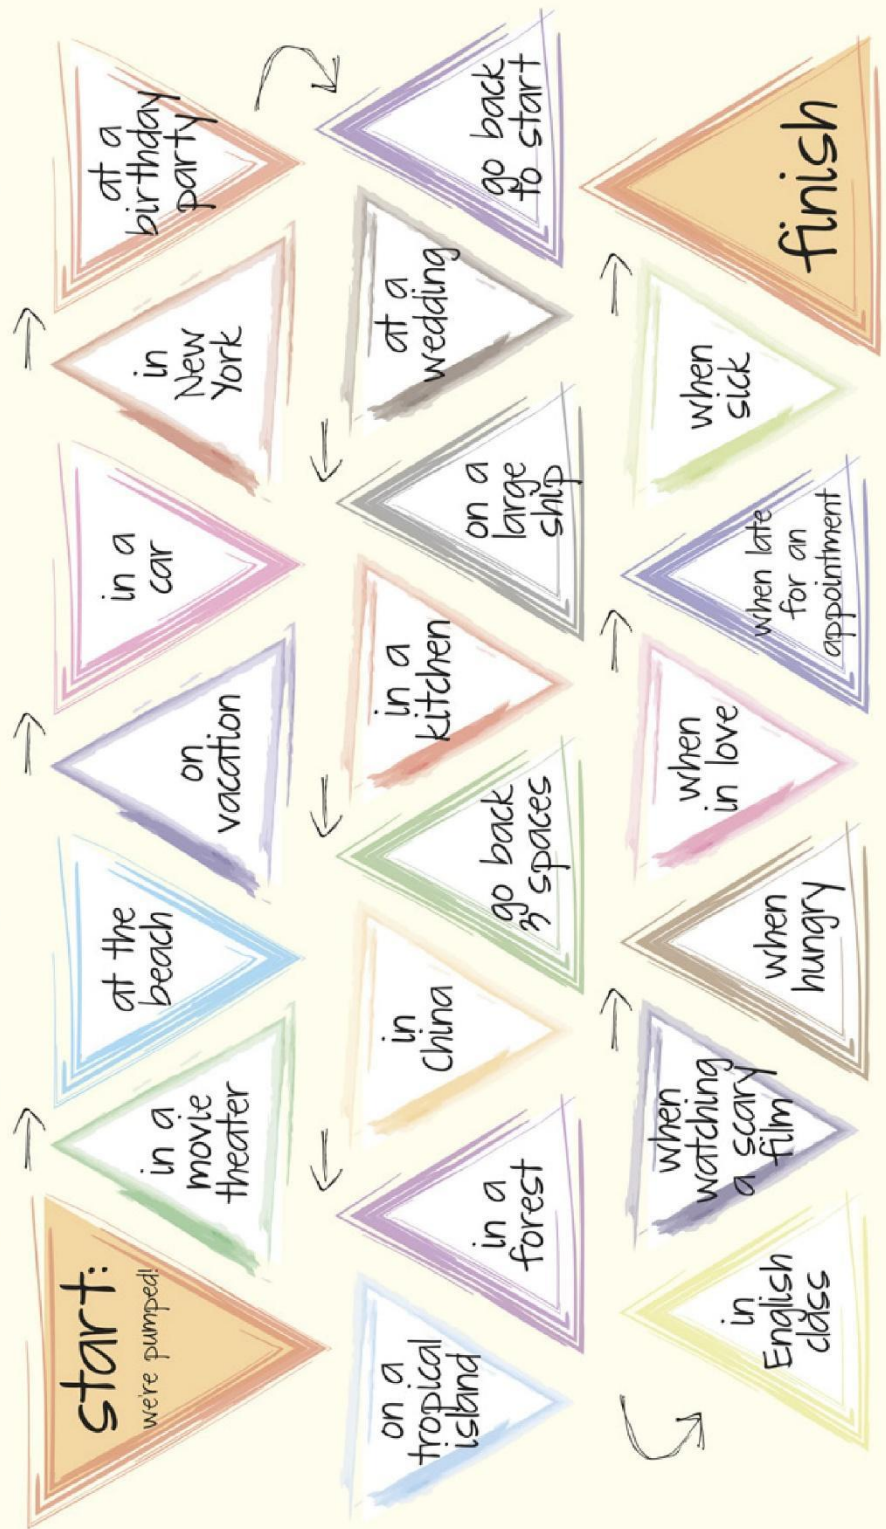 start:
we're pumped!
in a
movie
theater
at the
beach
on
vacation
in a
car
in
New
York
at a
birthday
party
go back
to start
at a
wedding
on a
large
ship
in a
kitchen
go back
3 spaces
in
China
in a
forest
on a
tropical
island
in
English
class
when
watching
a scary
film
when
hungry
when
in love
when late
for an
appointment
when
sick
finish